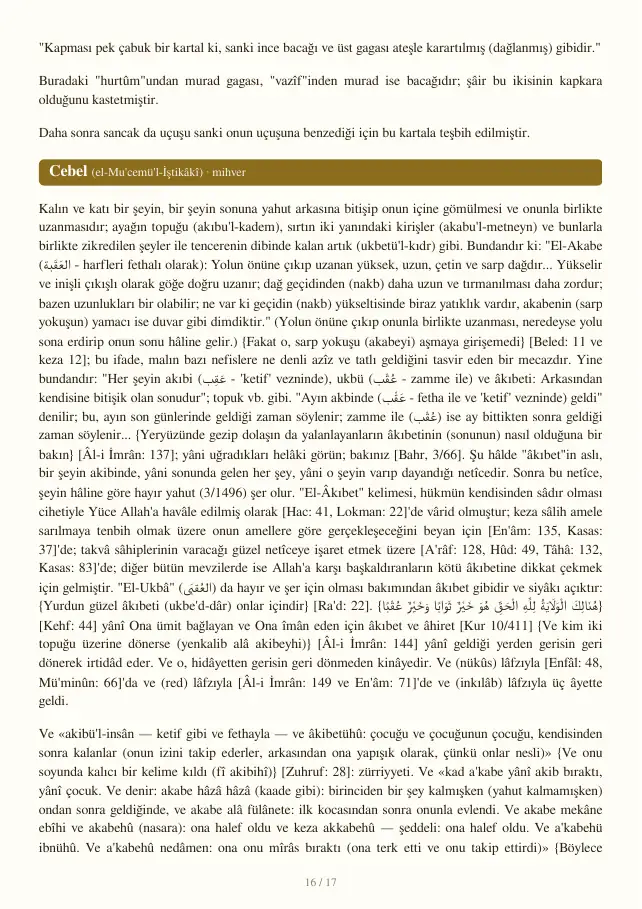 "Kapması pek çabuk bir kartal ki, sanki ince bacağı ve üst gagası ateşle karartılmış (dağlanmış) gibidir."
Buradaki "hurtûm"undan murad gagası, "vazîf"inden murad ise bacağıdır; şâir bu ikisinin kapkara
olduğunu kastetmiştir.
Daha sonra sancak da uçuşu sanki onun uçuşuna benzediği için bu kartala teşbih edilmiştir.
Cebel (el-Mu'cemü'l-İştikâkî) · mihver
Kalın ve katı bir şeyin, bir şeyin sonuna yahut arkasına bitişip onun içine gömülmesi ve onunla birlikte
uzanmasıdır; ayağın topuğu (akıbu'l-kadem), sırtın iki yanındaki kirişler (akabu'l-metneyn) ve bunlarla
birlikte zikredilen şeyler ile tencerenin dibinde kalan artık (ukbetü'l-kıdr) gibi. Bundandır ki: "El-Akabe
(العَقَبة - harfleri fethalı olarak): Yolun önüne çıkıp uzanan yüksek, uzun, çetin ve sarp dağdır... Yükselir
ve inişli çıkışlı olarak göğe doğru uzanır; dağ geçidinden (nakb) daha uzun ve tırmanılması daha zordur;
bazen uzunlukları bir olabilir; ne var ki geçidin (nakb) yükseltisinde biraz yatıklık vardır, akabenin (sarp
yokuşun) yamacı ise duvar gibi dimdiktir." (Yolun önüne çıkıp onunla birlikte uzanması, neredeyse yolu
sona erdirip onun sonu hâline gelir.) {Fakat o, sarp yokuşu (akabeyi) aşmaya girişemedi} [Beled: 11 ve
keza 12]; bu ifade, malın bazı nefislere ne denli azîz ve tatlı geldiğini tasvir eden bir mecazdır. Yine
bundandır: "Her şeyin akıbi (عَقِب - 'ketif' vezninde), ukbü (عُقْب - zamme ile) ve âkıbeti: Arkasından
kendisine bitişik olan sonudur"; topuk vb. gibi. "Ayın akbinde (عَقْب - fetha ile ve 'ketif' vezninde) geldi"
denilir; bu, ayın son günlerinde geldiği zaman söylenir; zamme ile (عُقْب) ise ay bittikten sonra geldiği
zaman söylenir... {Yeryüzünde gezip dolaşın da yalanlayanların âkıbetinin (sonunun) nasıl olduğuna bir
bakın} [Âl-i İmrân: 137]; yâni uğradıkları helâki görün; bakınız [Bahr, 3/66]. Şu hâlde "âkıbet"in aslı,
bir şeyin akibinde, yâni sonunda gelen her şey, yâni o şeyin varıp dayandığı netîcedir. Sonra bu netîce,
şeyin hâline göre hayır yahut (3/1496) şer olur. "El-Âkıbet" kelimesi, hükmün kendisinden sâdır olması
cihetiyle Yüce Allah'a havâle edilmiş olarak [Hac: 41, Lokman: 22]'de vârid olmuştur; keza sâlih amele
sarılmaya tenbih olmak üzere onun amellere göre gerçekleşeceğini beyan için [En'âm: 135, Kasas:
37]'de; takvâ sâhiplerinin varacağı güzel netîceye işaret etmek üzere [A'râf: 128, Hûd: 49, Tâhâ: 132,
Kasas: 83]'de; diğer bütün mevzilerde ise Allah'a karşı başkaldıranların kötü âkıbetine dikkat çekmek
için gelmiştir. "El-Ukbâ" (العُقبَى) da hayır ve şer için olması bakımından âkıbet gibidir ve siyâkı açıktır:
{Yurdun güzel âkıbeti (ukbe'd-dâr) onlar içindir} [Ra'd: 22]. {هُنَالِكَ الْوَلَايَةُ لِلَّهِ الْحَقِّ هُوَ خَيْرٌ ثَوَابًا وَخَيْرٌ عُقْبًا}
[Kehf: 44] yânî Ona ümit bağlayan ve Ona îmân eden için âkıbet ve âhiret [Kur 10/411] {Ve kim iki
topuğu üzerine dönerse (yenkalib alâ akibeyhi)} [Âl-i İmrân: 144] yânî geldiği yerden gerisin geri
dönerek irtidâd eder. Ve o, hidâyetten gerisin geri dönmeden kinâyedir. Ve (nükûs) lâfzıyla [Enfâl: 48,
Mü'minûn: 66]'da ve (red) lâfzıyla [Âl-i İmrân: 149 ve En'âm: 71]'de ve (inkılâb) lâfzıyla üç âyette
geldi.
Ve «akibü'l-insân — ketif gibi ve fethayla — ve âkibetühû: çocuğu ve çocuğunun çocuğu, kendisinden
sonra kalanlar (onun izini takip ederler, arkasından ona yapışık olarak, çünkü onlar nesli)» {Ve onu
soyunda kalıcı bir kelime kıldı (fî akibihî)} [Zuhruf: 28]: zürriyyeti. Ve «kad a'kabe yânî akib bıraktı,
yânî çocuk. Ve denir: akabe hâzâ hâzâ (kaade gibi): birinciden bir şey kalmışken (yahut kalmamışken)
ondan sonra geldiğinde, ve akabe alâ fülânete: ilk kocasından sonra onunla evlendi. Ve akabe mekâne
ebîhi ve akabehû (nasara): ona halef oldu ve keza akkabehû — şeddeli: ona halef oldu. Ve a'kabehü
ibnühû. Ve a'kabehû nedâmen: ona onu mîrâs bıraktı (ona terk etti ve onu takip ettirdi)» {Böylece
16 / 17